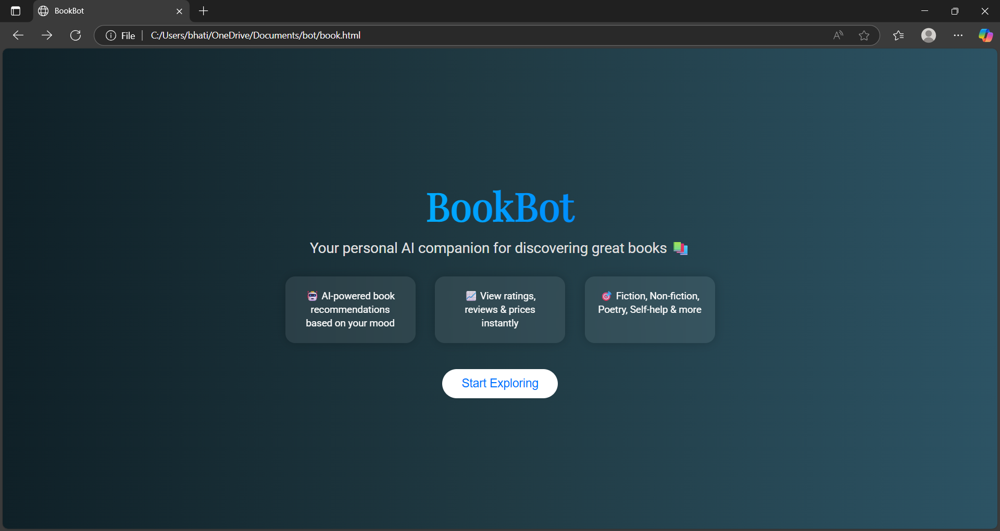 BookBot
File C:/Users/bhati/OneDrive/Documents/bot/book.html
BookBot
Your personal AI companion for discovering great books 📚
🤖 AI-powered book
recommendations
based on your mood
📈 View ratings,
reviews & prices
instantly
🎯 Fiction, Non-fiction,
Poetry, Self-help & more
Start Exploring